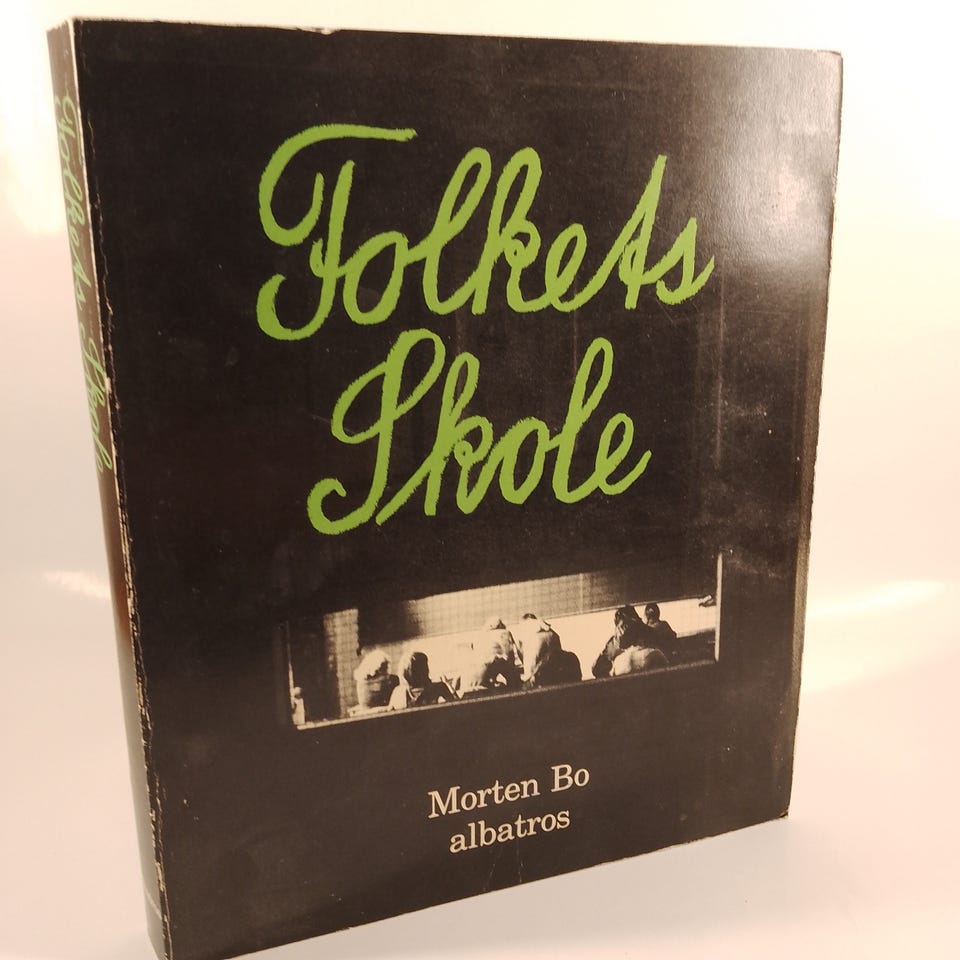 Folkets
Skole
Morten Bo
albatros
Folkets Skole